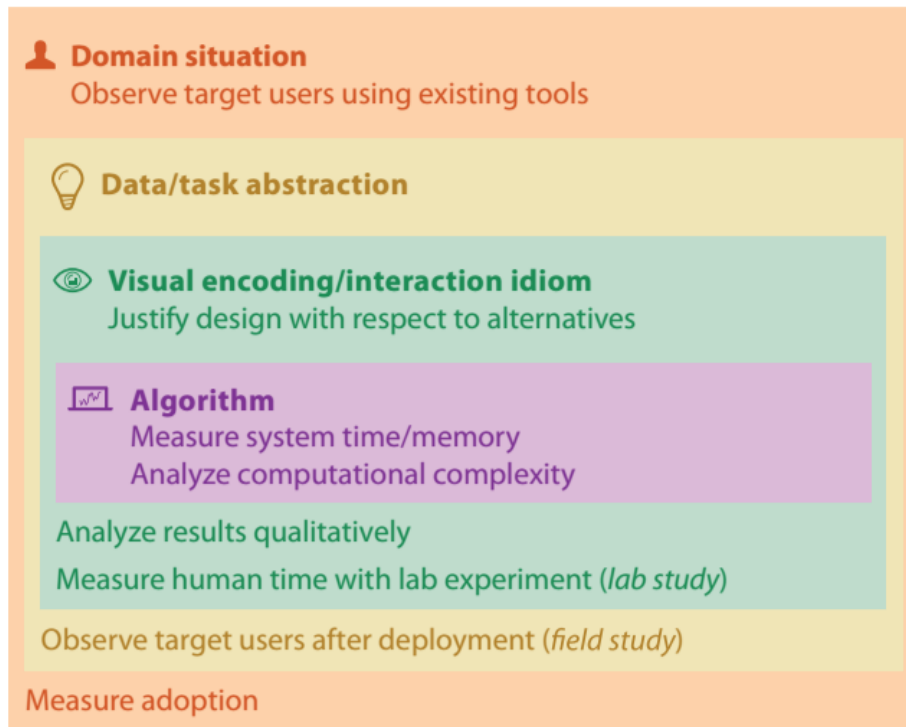 Domain situation
Observe target users using existing tools
Data/task abstraction
Visual encoding/interaction idiom
Justify design with respect to alternatives
Algorithm
Measure system time/memory
Analyze computational complexity
Analyze results qualitatively
Measure human time with lab experiment (lab study)
Observe target users after deployment (field study)
Measure adoption